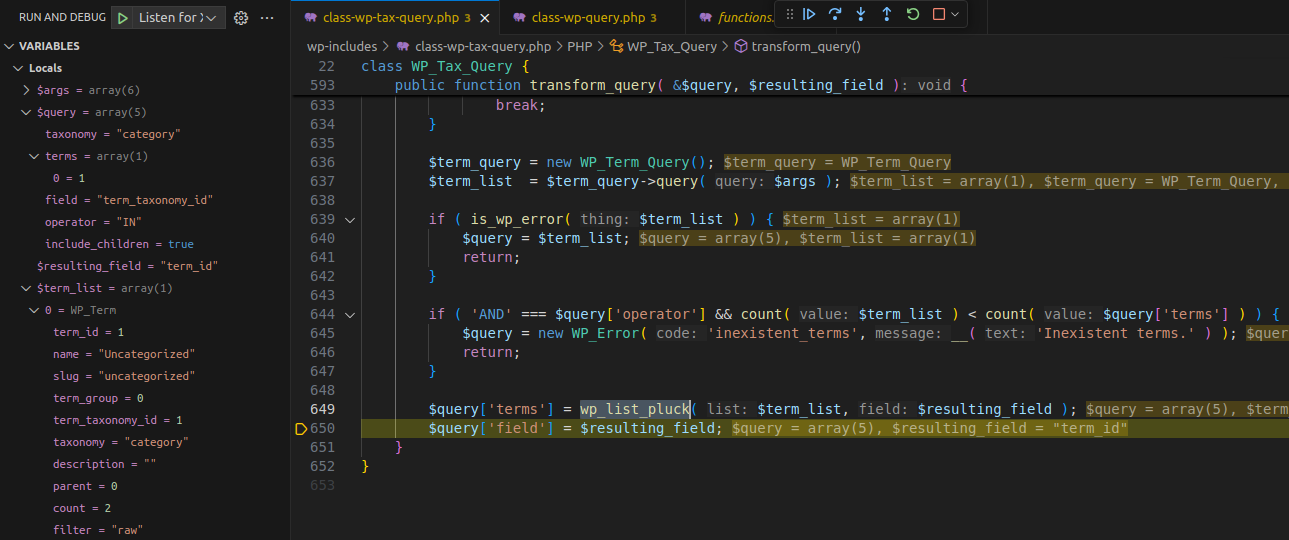 RUN AND DEBUG Listen for
class-wp-tax-query.php 3 class-wp-query.php 3 functions.
VARIABLES
Locals
$args = array(6)
$query = array(5)
taxonomy = "category"
terms = array(1)
0 = 1
field = "term_taxonomy_id"
operator = "IN"
include_children = true
$resulting_field = "term_id"
$term_list = array(1)
0 = WP_Term
term_id = 1
name = "Uncategorized"
slug = "uncategorized"
term_group = 0
term_taxonomy_id = 1
taxonomy = "category"
description = ""
parent = 0
count = 2
filter = "raw"
wp-includes > class-wp-tax-query.php > PHP > WP_Tax_Query > transform_query()
22 class WP_Tax_Query {
593 public function transform_query( &$query, $resulting_field ): void {
633 break;
634 }
635
636 $term_query = new WP_Term_Query(); $term_query = WP_Term_Query
637 $term_list = $term_query->query( query: $args ); $term_list = array(1), $term_query = WP_Term_Query,
638
639 if ( is_wp_error( thing: $term_list ) ) { $term_list = array(1)
640 $query = $term_list; $query = array(5), $term_list = array(1)
641 return;
642 }
643
644 if ( 'AND' === $query['operator'] && count( value: $term_list ) < count( value: $query['terms'] ) ) {
645 $query = new WP_Error( code: 'inexistent_terms', message: __( text: 'Inexistent terms.' ) ); $quer
646 return;
647 }
648
649 $query['terms'] = wp_list_pluck( list: $term_list, field: $resulting_field ); $query = array(5), $term
650 $query['field'] = $resulting_field; $query = array(5), $resulting_field = "term_id"
651 }
652 }
653